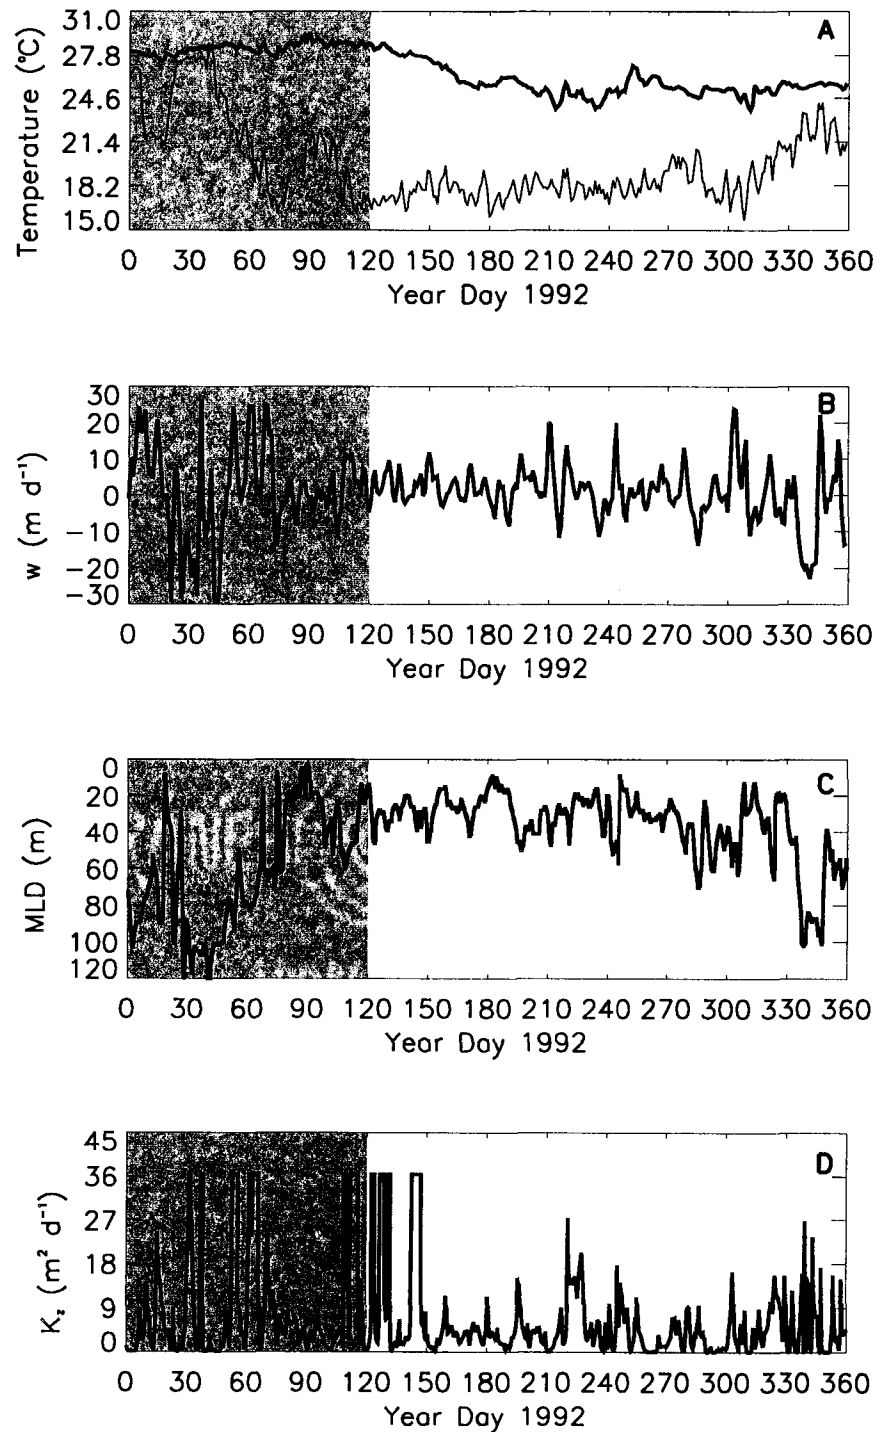 A
Temperature (°C)
31.0
27.8
24.6
21.4
18.2
15.0
0 30 60 90 120 150 180 210 240 270 300 330 360
Year Day 1992
B
w (m d⁻¹)
30
20
10
0
-10
-20
-30
0 30 60 90 120 150 180 210 240 270 300 330 360
Year Day 1992
C
MLD (m)
0
20
40
60
80
100
120
0 30 60 90 120 150 180 210 240 270 300 330 360
Year Day 1992
D
K_z (m² d⁻¹)
45
36
27
18
9
0
0 30 60 90 120 150 180 210 240 270 300 330 360
Year Day 1992